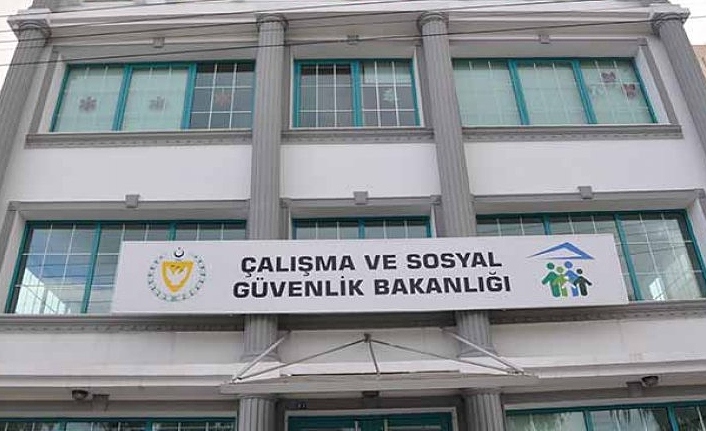 ÇALIŞMA VE SOSYAL
GÜVENLİK BAKANLIĞI